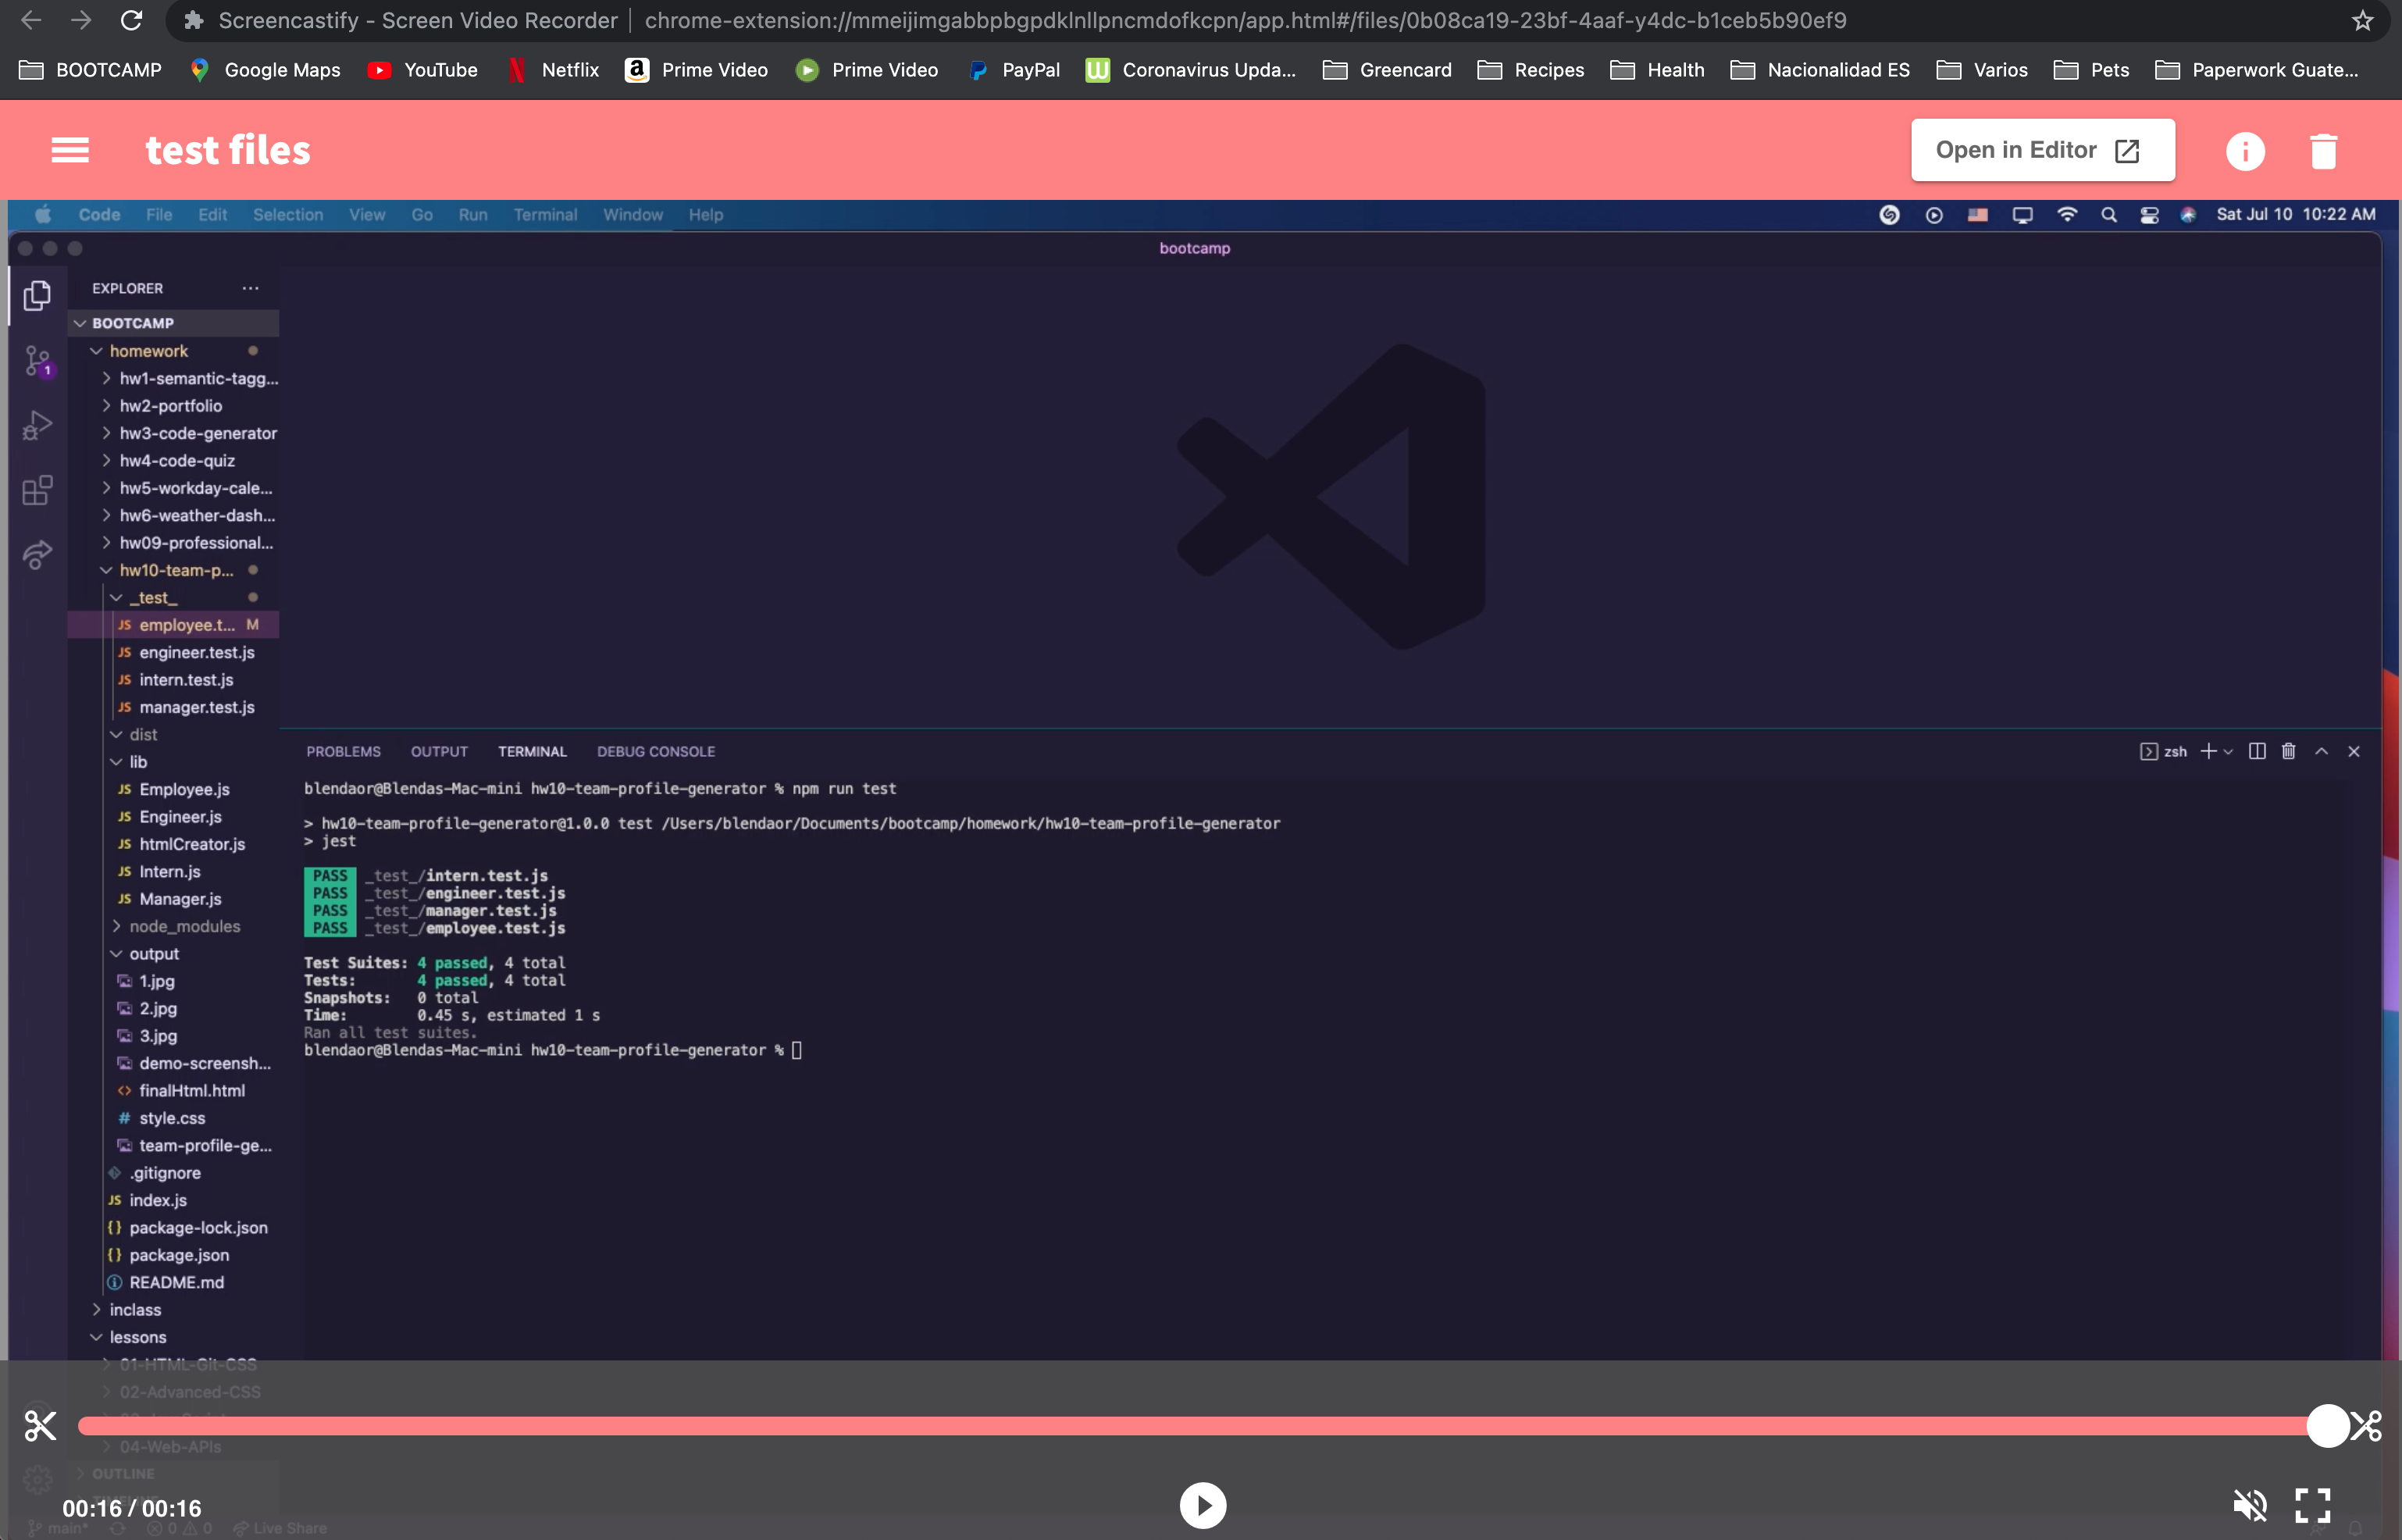 Screencastify - Screen Video Recorder | chrome-extension://mmeijimgabbpbgpdklnllpncmdofkcpn/app.html#/files/0b08ca19-23bf-4aaf-y4dc-b1ceb5b90ef9
BOOTCAMP Google Maps YouTube Netflix Prime Video Prime Video PayPal Coronavirus Upda... Greencard Recipes Health Nacionalidad ES Varios Pets Paperwork Guate...
test files
Open in Editor
Code File Edit Selection View Go Run Terminal Window Help
Sat Jul 10 10:22 AM
bootcamp
EXPLORER ...
BOOTCAMP
homework
hw1-semantic-tagg...
1
hw2-portfolio
hw3-code-generator
hw4-code-quiz
hw5-workday-cale...
hw6-weather-dash...
hw09-professional...
hw10-team-p...
_test_
JS employee.t... M
JS engineer.test.js
JS intern.test.js
JS manager.test.js
dist
lib
JS Employee.js
JS Engineer.js
JS htmlCreator.js
JS Intern.js
JS Manager.js
node_modules
output
1.jpg
2.jpg
3.jpg
demo-screensh...
<> finalHtml.html
# style.css
team-profile-ge...
.gitignore
JS index.js
{} package-lock.json
{} package.json
README.md
inclass
lessons
01-HTML-Git-CSS
02-Advanced-CSS
04-Web-APIs
OUTLINE
PROBLEMS OUTPUT TERMINAL DEBUG CONSOLE
zsh
blendaor@Blendas-Mac-mini hw10-team-profile-generator % npm run test
> hw10-team-profile-generator@1.0.0 test /Users/blendaor/Documents/bootcamp/homework/hw10-team-profile-generator
> jest
PASS _test_/intern.test.js
PASS _test_/engineer.test.js
PASS _test_/manager.test.js
PASS _test_/employee.test.js
Test Suites: 4 passed, 4 total
Tests: 4 passed, 4 total
Snapshots: 0 total
Time: 0.45 s, estimated 1 s
Ran all test suites.
blendaor@Blendas-Mac-mini hw10-team-profile-generator %
00:16 / 00:16
main* 0 0 Live Share